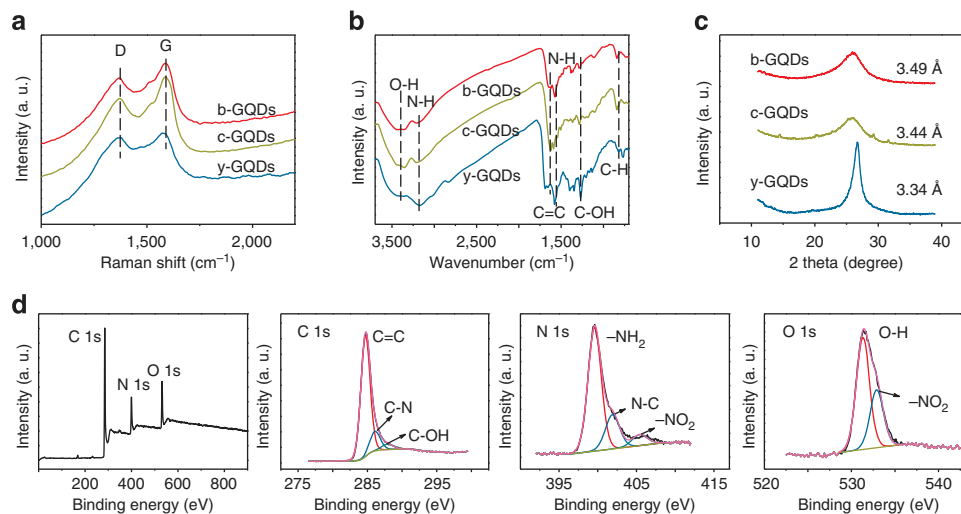 a
D
G
b-GQDs
c-GQDs
y-GQDs
Intensity (a. u.)
1,000
1,500
2,000
Raman shift (cm⁻¹)
b
O-H
N-H
N-H
b-GQDs
c-GQDs
y-GQDs
C-H
C=C
C-OH
Intensity (a. u.)
3,500
1,500
Wavenumber (cm⁻¹)
c
b-GQDs
3.49 Å
c-GQDs
3.44 Å
y-GQDs
3.34 Å
Intensity (a. u.)
10
20
30
40
2 theta (degree)
d
C 1s
N 1s
O 1s
Intensity (a. u.)
0
200
400
600
800
Binding energy (eV)
C 1s
C=C
C-N
C-OH
Intensity (a. u.)
275
285
295
Binding energy (eV)
N 1s
–NH₂
N-C
–NO₂
Intensity (a. u.)
395
405
415
Binding energy (eV)
O 1s
O-H
–NO₂
Intensity (a. u.)
522
530
540
Binding energy (eV)